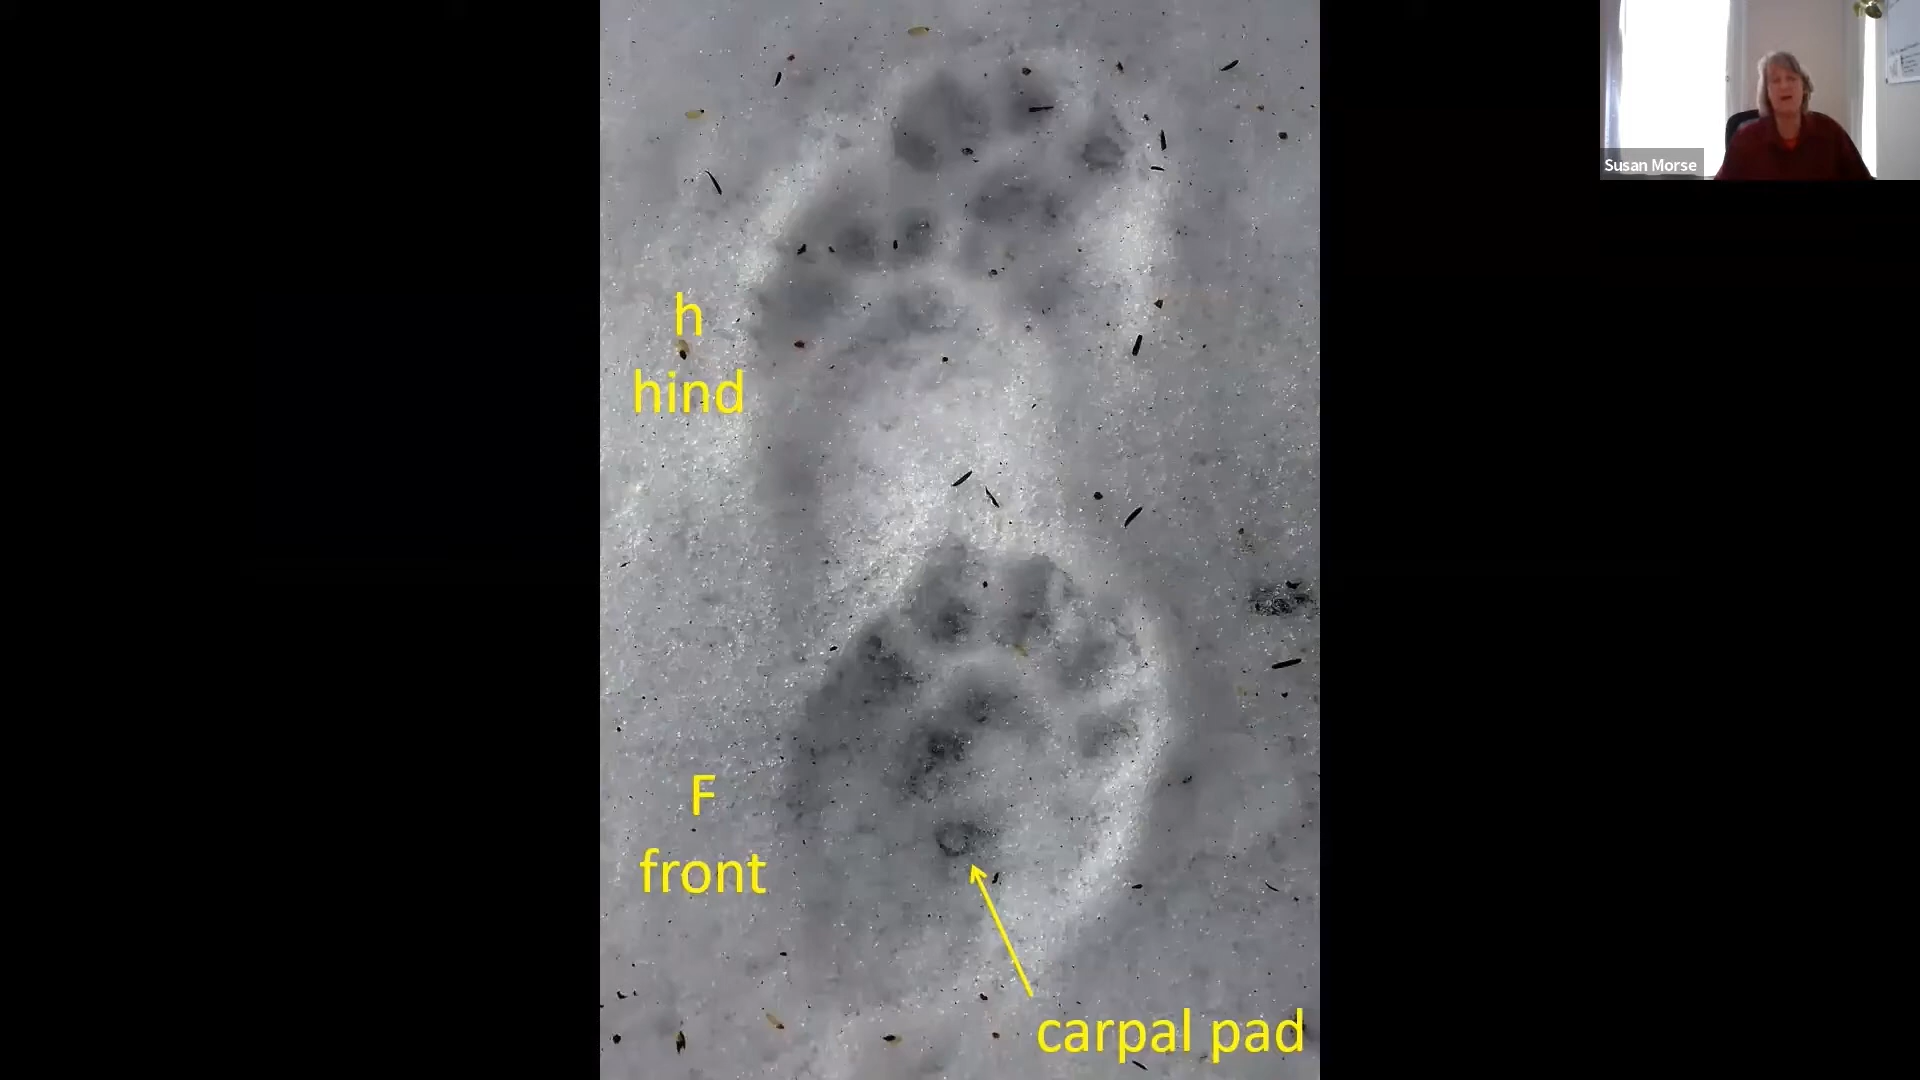 Susan Morse
h
hind
F
front
carpal pad